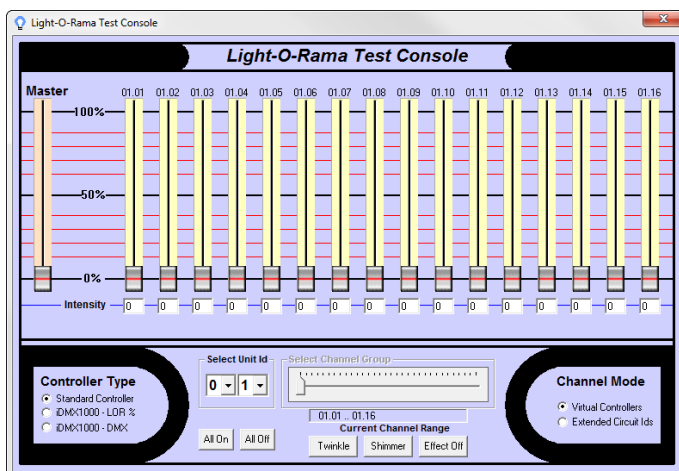 Light-O-Rama Test Console
x
Light-O-Rama Test Console
Master 01.01 01.02 01.03 01.04 01.05 01.06 01.07 01.08 01.09 01.10 01.11 01.12 01.13 01.14 01.15 01.16
100%
50%
0%
Intensity 0 0 0 0 0 0 0 0 0 0 0 0 0 0 0 0
Select Unit Id
Select Channel Group
Controller Type
Standard Controller
iDMX1000 - LOR %
iDMX1000 - DMX
0 1
All On All Off
01.01 .. 01.16
Current Channel Range
Twinkle Shimmer Effect Off
Channel Mode
Virtual Controllers
Extended Circuit Ids